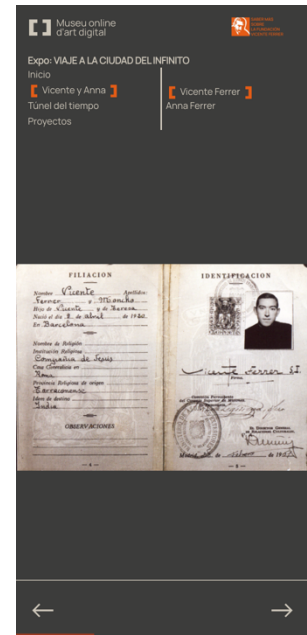 Museu online
d'art digital
Expo: VIAJE A LA CIUDAD DEL INFINITO
Inicio
Vicente y Anna
Túnel del tiempo
Proyectos
Vicente Ferrer
Anna Ferrer
FILIACION
Nombre Vicente Apellidos
Ferrer y Moncho
Hijo de Vicente y de Teresa
Nació el día 9 de Abril de 1920
En Barcelona
Nombre de Religión
Institución Religiosa
Compañía de Jesús
Casa Generalicia en
Roma
Provincia Religiosa de origen
Tarraconense
Idem de destino
India
OBSERVACIONES
IDENTIFICACION
Vicente Ferrer S.I.
Firma,